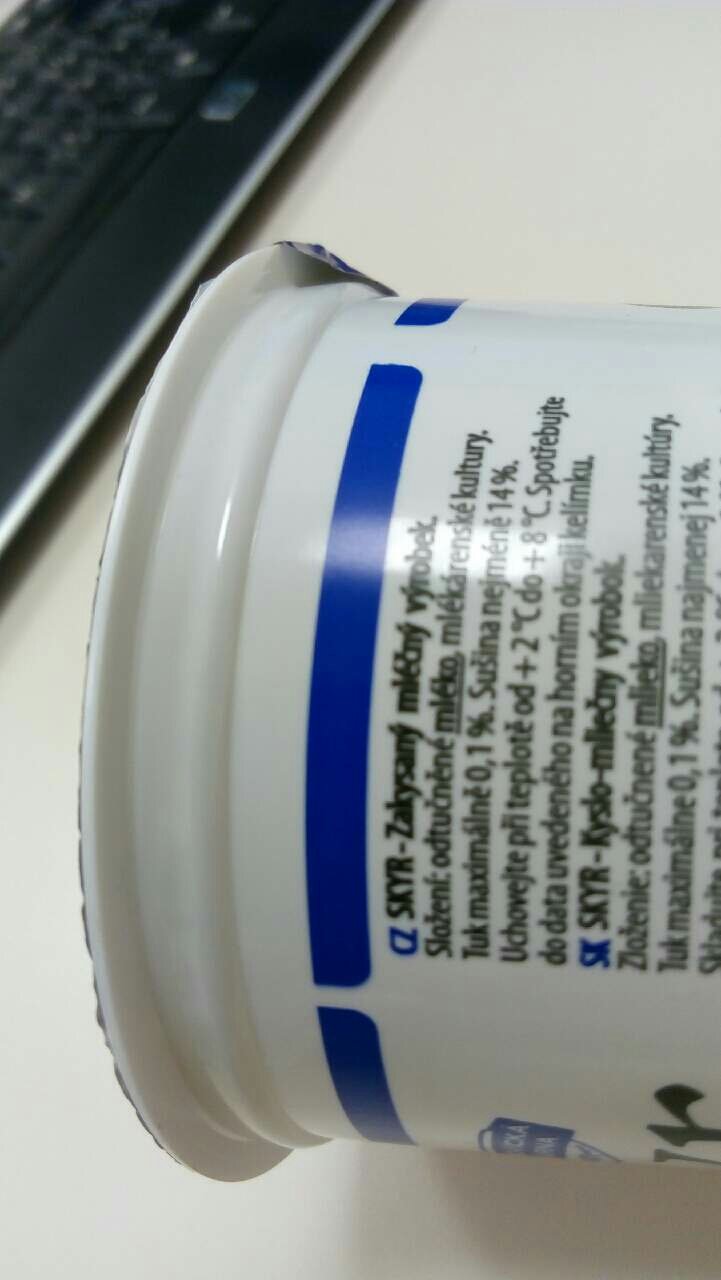 CZ SKYR - Zakysaný mléčný výrobek.
Složení: odtučněné mléko, mlékárenské kultury.
Tuk maximálně 0,1 %. Sušina nejméně 14 %.
Uchovejte při teplotě od + 2 °C do + 8 °C. Spotřebujte
do data uvedeného na horním okraji kelímku.
SK SKYR - Kyslo-mliečny výrobok.
Zloženie: odtučnené mlieko, mliekarenské kultúry.
Tuk maximálne 0,1 %. Sušina najmenej 14 %.